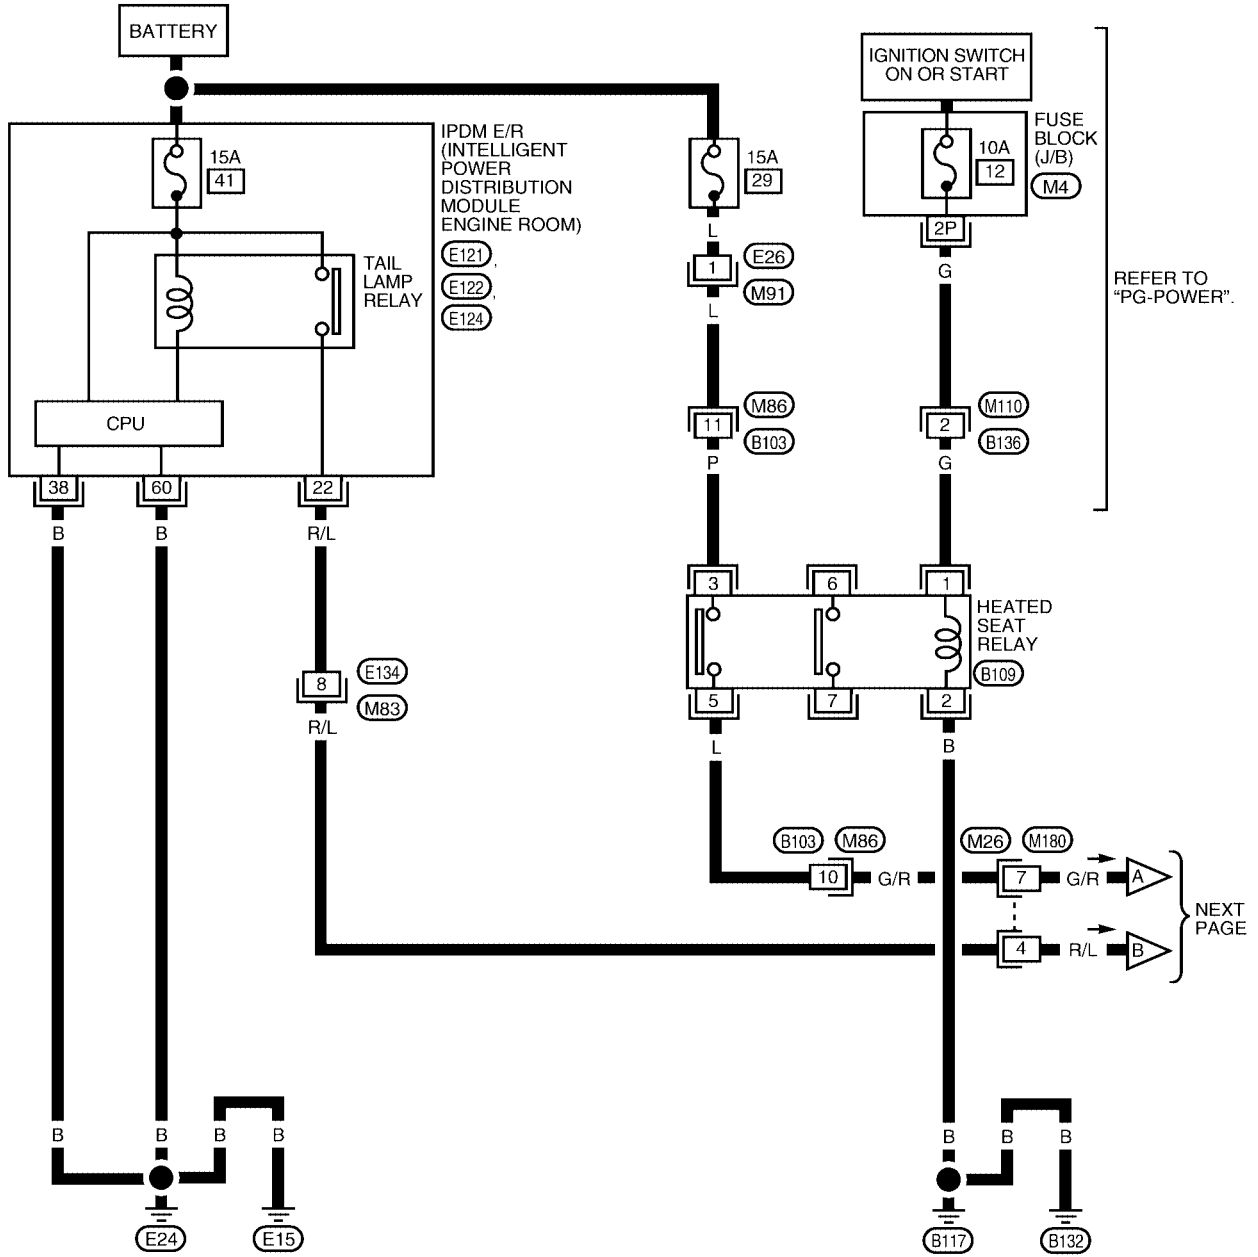 BATTERY
IGNITION SWITCH
ON OR START
15A
41
IPDM E/R
(INTELLIGENT
POWER
DISTRIBUTION
MODULE
ENGINE ROOM)
E121,
E122,
E124
15A
29
10A
12
FUSE
BLOCK
(J/B)
M4
2P
G
L
1
E26
M91
L
TAIL
LAMP
RELAY
REFER TO
“PG-POWER”.
CPU
11
M86
B103
P
2
M110
B136
G
38
60
22
B
B
R/L
3
6
1
HEATED
SEAT
RELAY
B109
5
7
2
8
E134
M83
R/L
L
B
B103
M86
M26
M180
10
G/R
7
G/R
A
4
R/L
B
NEXT
PAGE
B
B
B
B
B
B
B
E24
E15
B117
B132